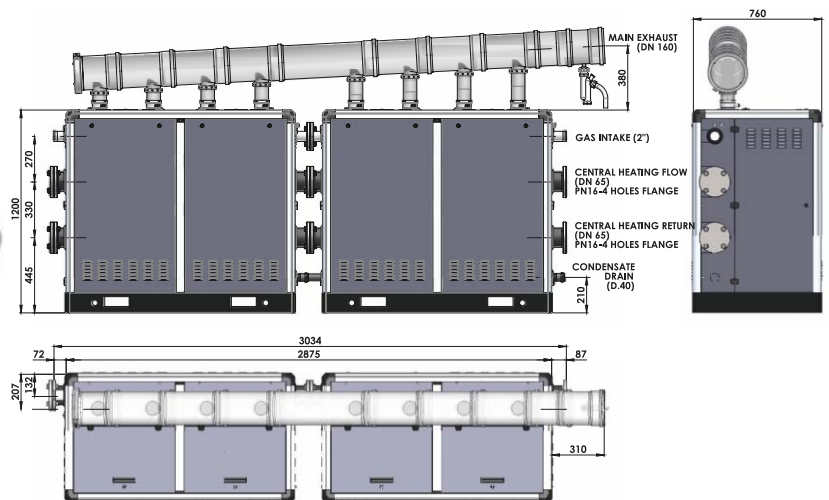 760
MAIN EXHAUST
(DN 160)
380
GAS INTAKE (2")
270
CENTRAL HEATING FLOW
(DN 65)
PN16-4 HOLES FLANGE
1200
330
CENTRAL HEATING RETURN
(DN 65)
PN16-4 HOLES FLANGE
445
CONDENSATE
DRAIN
(D.40)
210
3034
72
2875
87
207
132
310